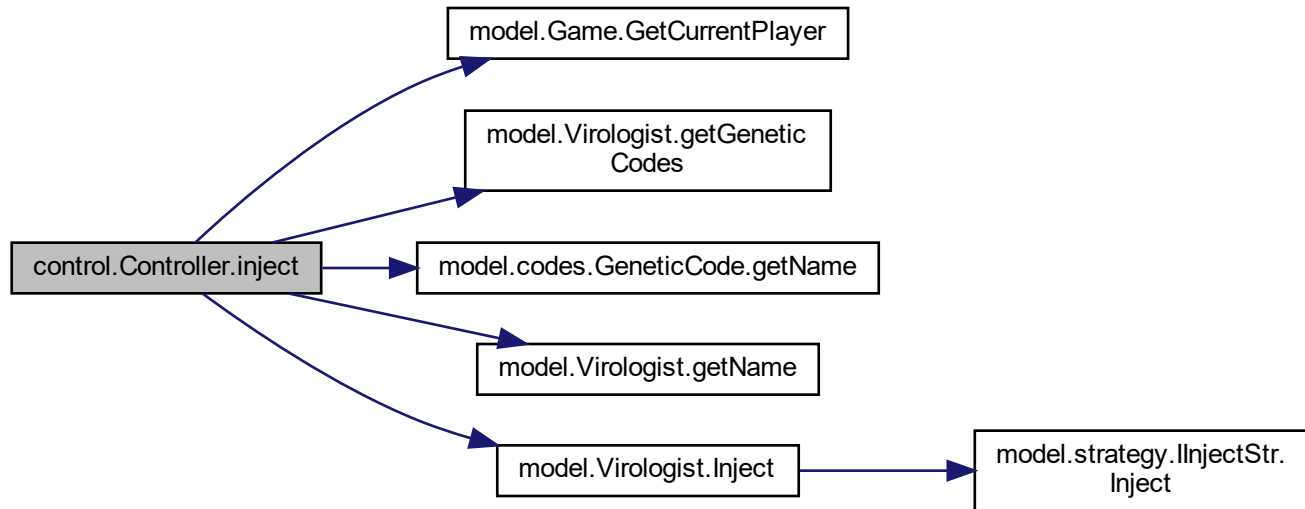 model.Game.GetCurrentPlayer
model.Virologist.getGenetic
Codes
control.Controller.inject
model.codes.GeneticCode.getName
model.Virologist.getName
model.Virologist.Inject
model.strategy.IInjectStr.
Inject